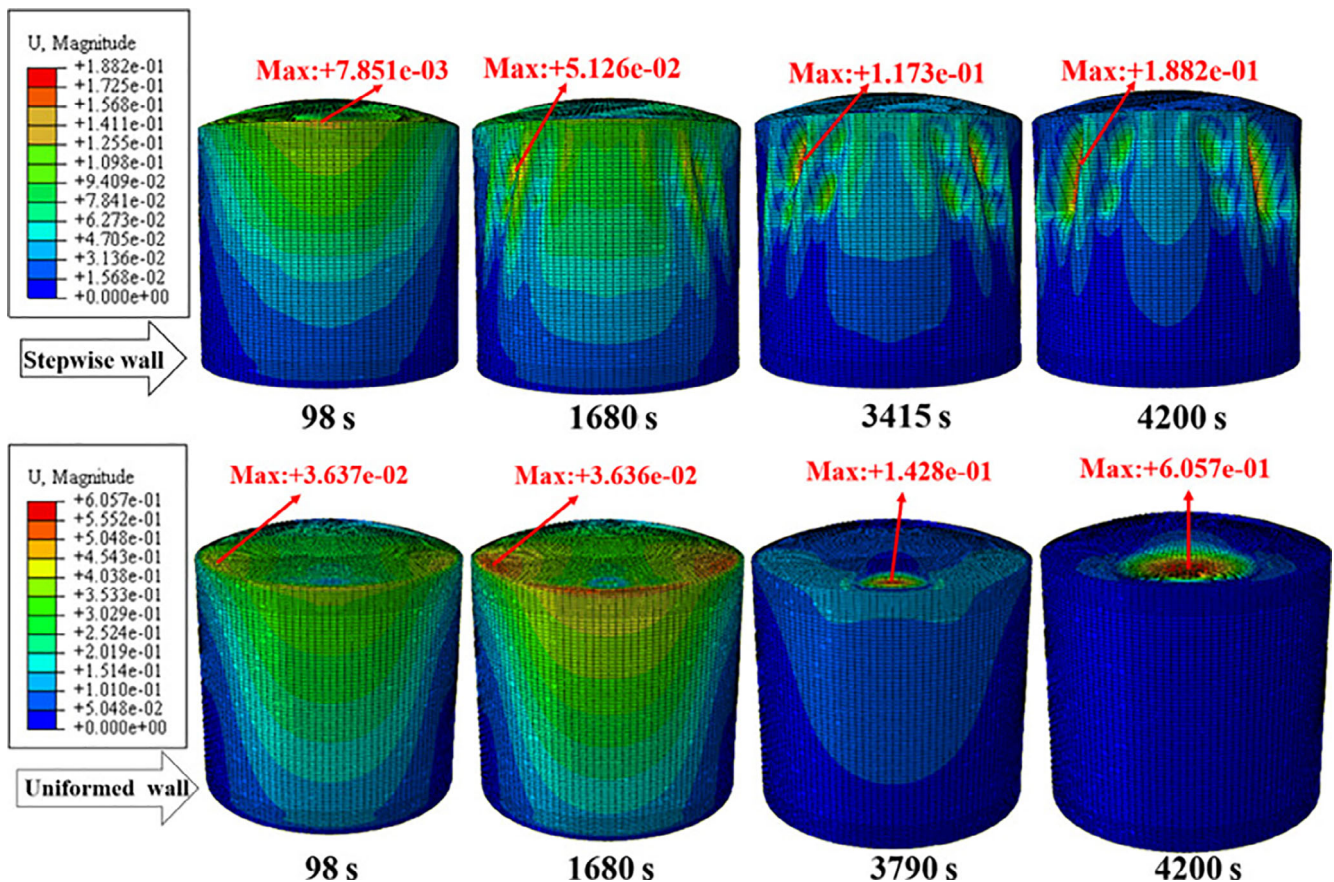 U, Magnitude
+1.882e-01
+1.725e-01
+1.568e-01
+1.411e-01
+1.255e-01
+1.098e-01
+9.409e-02
+7.841e-02
+6.273e-02
+4.705e-02
+3.136e-02
+1.568e-02
+0.000e+00
Stepwise wall
Max:+7.851e-03
Max:+5.126e-02
Max:+1.173e-01
Max:+1.882e-01
98 s
1680 s
3415 s
4200 s
U, Magnitude
+6.057e-01
+5.552e-01
+5.048e-01
+4.543e-01
+4.038e-01
+3.533e-01
+3.029e-01
+2.524e-01
+2.019e-01
+1.514e-01
+1.010e-01
+5.048e-02
+0.000e+00
Uniformed wall
Max:+3.637e-02
Max:+3.636e-02
Max:+1.428e-01
Max:+6.057e-01
98 s
1680 s
3790 s
4200 s